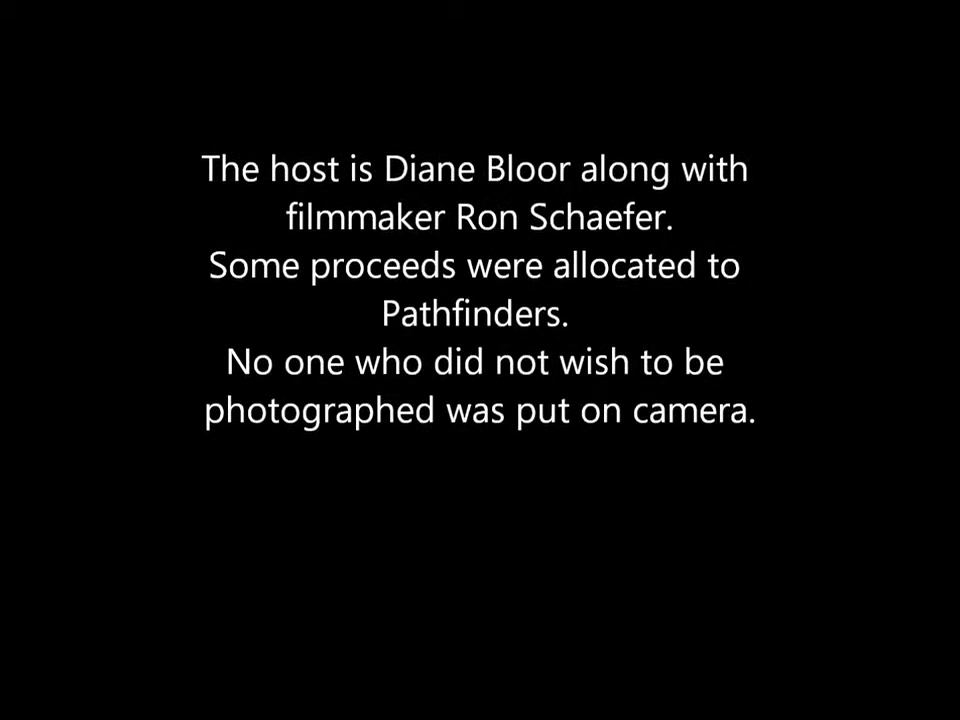 The host is Diane Bloor along with
filmmaker Ron Schaefer.
Some proceeds were allocated to
Pathfinders.
No one who did not wish to be
photographed was put on camera.